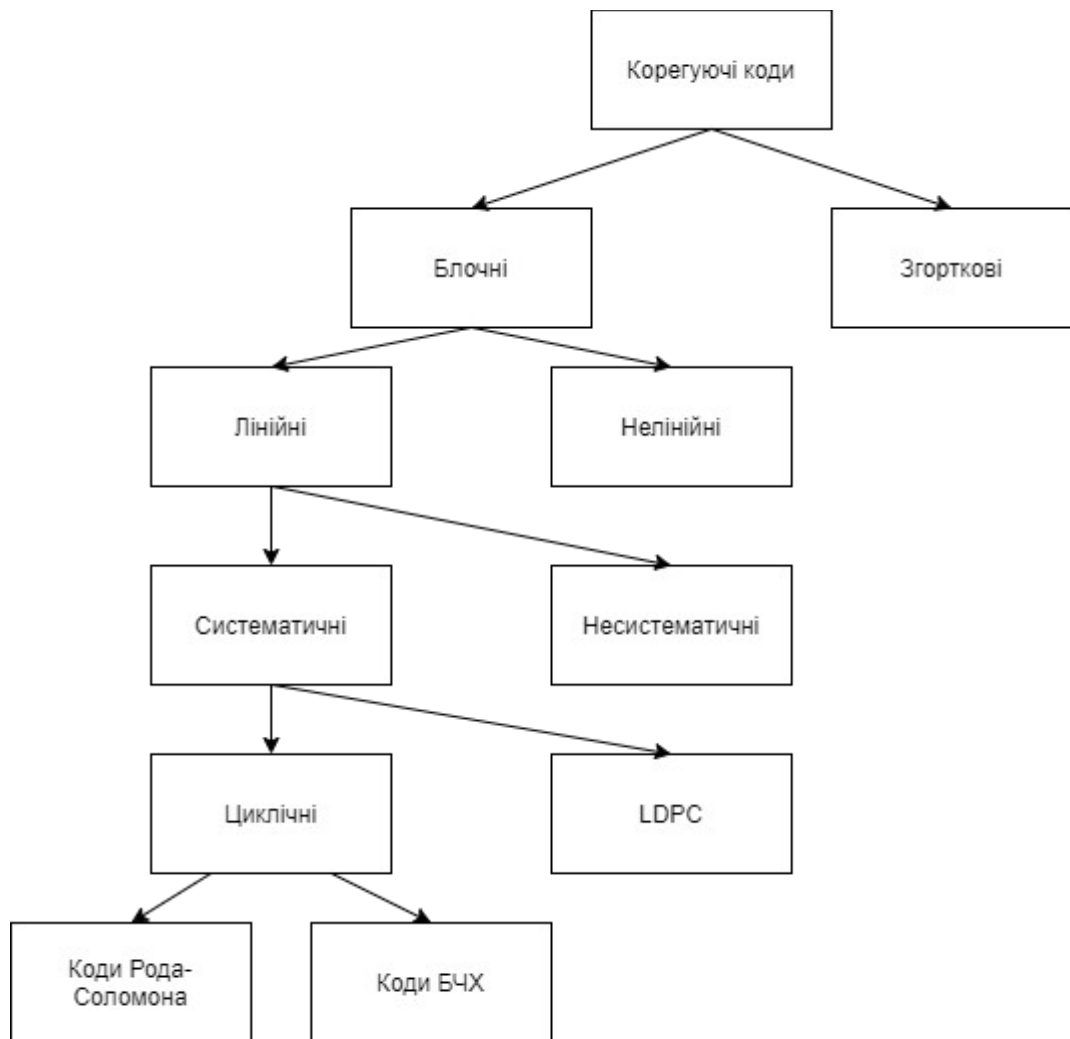 Корегуючі коди
Блочні
Згорткові
Лінійні
Нелінійні
Систематичні
Несистематичні
Циклічні
LDPC
Коди Рода-
Соломона
Коди БЧХ